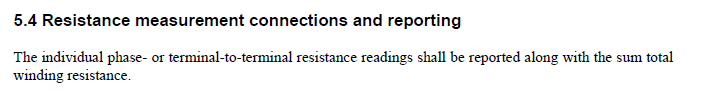 5.4 Resistance measurement connections and reporting
The individual phase- or terminal-to-terminal resistance readings shall be reported along with the sum total
winding resistance.